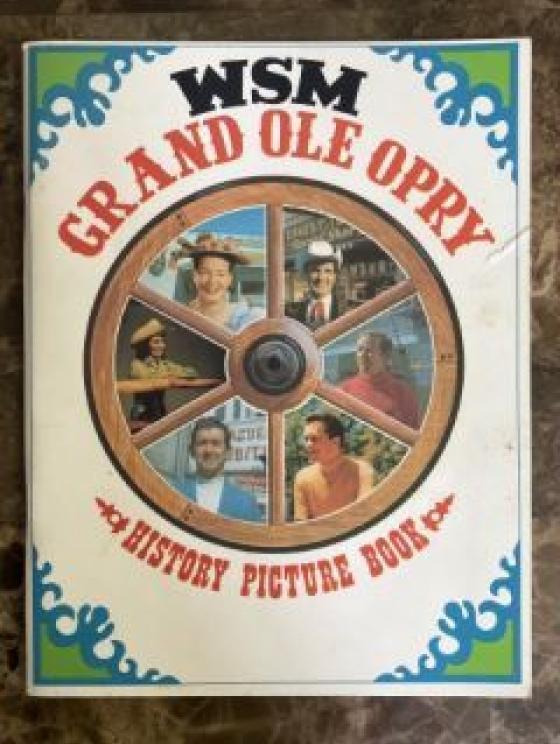 WSM
GRAND OLE OPRY
HISTORY PICTURE BOOK